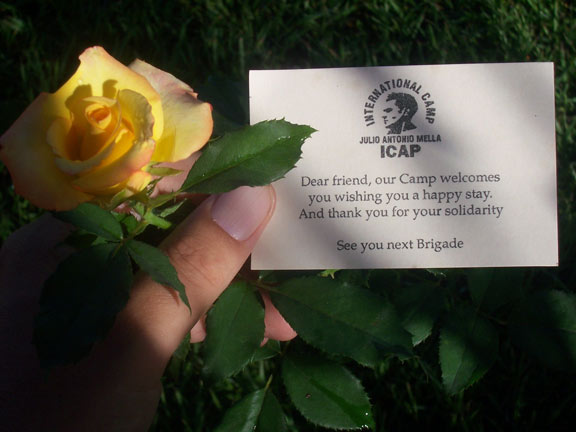 INTERNATIONAL CAMP
JULIO ANTONIO MELLA
ICAP
Dear friend, our Camp welcomes
you wishing you a happy stay.
And thank you for your solidarity
See you next Brigade